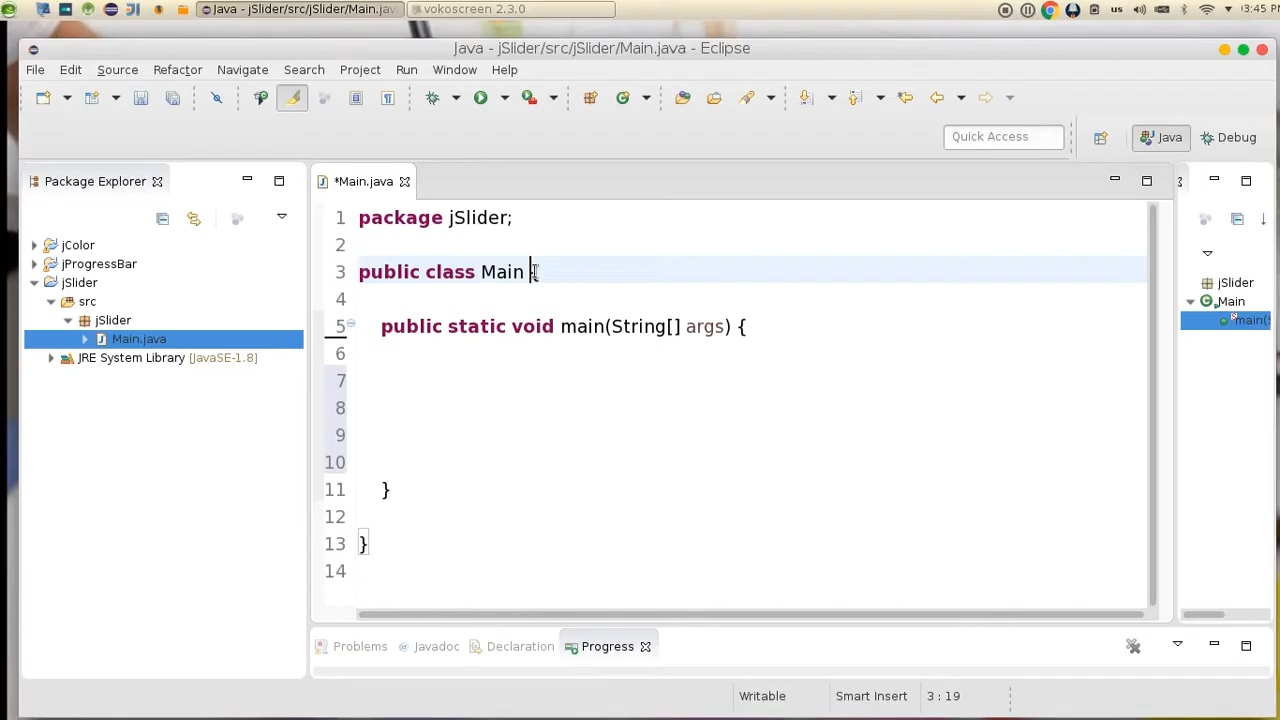 jSlider/src/jSlider/Main.jav
vokoscreen 2.3.0
us
3:45 PM
Java - jSlider/src/jSlider/Main.java - Eclipse
File Edit Source Refactor Navigate Search Project Run Window Help
Quick Access
Java
Debug
Package Explorer
*Main.java
jColor
jProgressBar
jSlider
src
jSlider
Main.java
JRE System Library [JavaSE-1.8]
1 package jSlider;
2
3 public class Main {
4
5 public static void main(String[] args) {
6
7
8
9
10
11 }
12
13 }
14
jSlider
Main
main(S
Problems
Javadoc
Declaration
Progress
Writable
Smart Insert
3 : 19